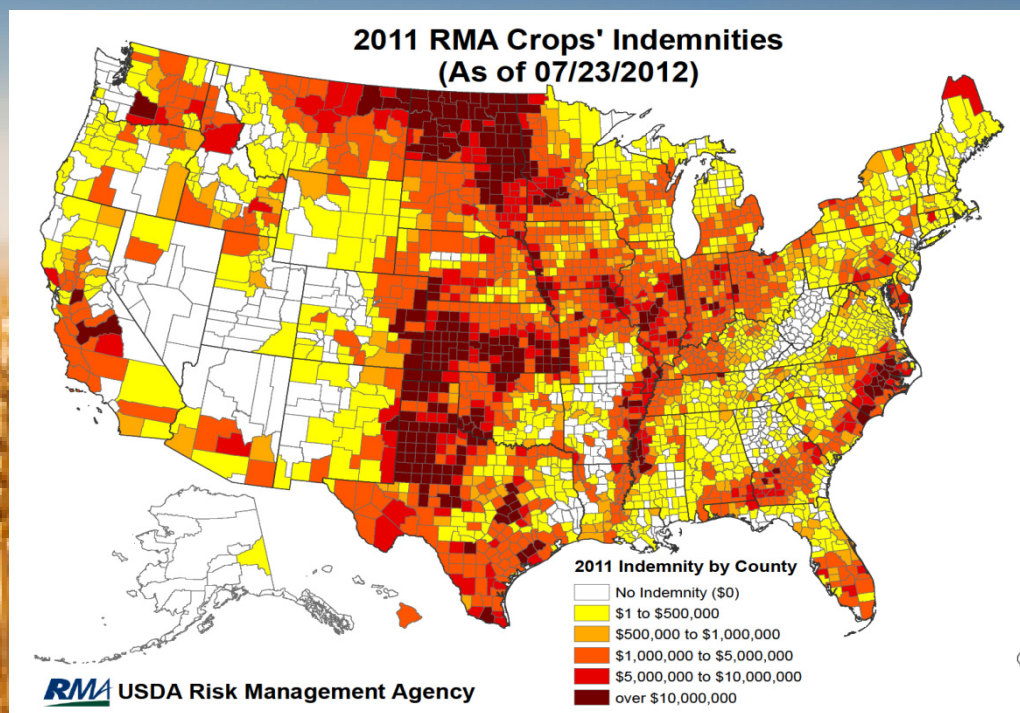 2011 RMA Crops' Indemnities
(As of 07/23/2012)
2011 Indemnity by County
No Indemnity ($0)
$1 to $500,000
$500,000 to $1,000,000
$1,000,000 to $5,000,000
$5,000,000 to $10,000,000
over $10,000,000
RMA USDA Risk Management Agency